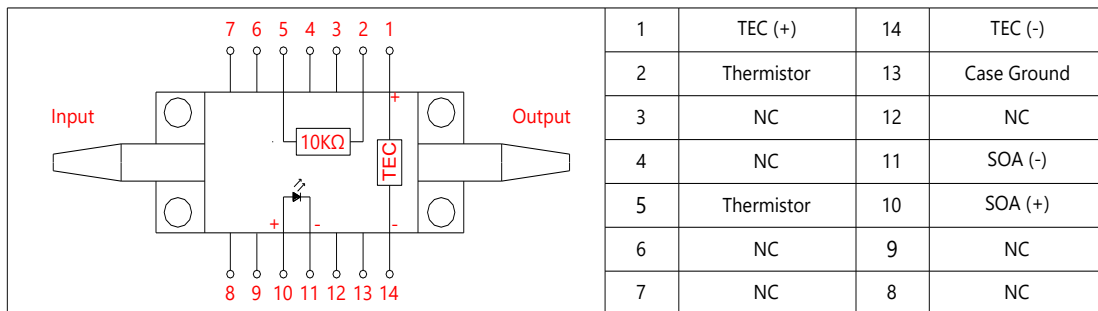 7 6 5 4 3 2 1
+
Input
Output
10KΩ
TEC
+ - -
8 9 10 11 12 13 14
1 TEC (+) 14 TEC (-)
2 Thermistor 13 Case Ground
3 NC 12 NC
4 NC 11 SOA (-)
5 Thermistor 10 SOA (+)
6 NC 9 NC
7 NC 8 NC